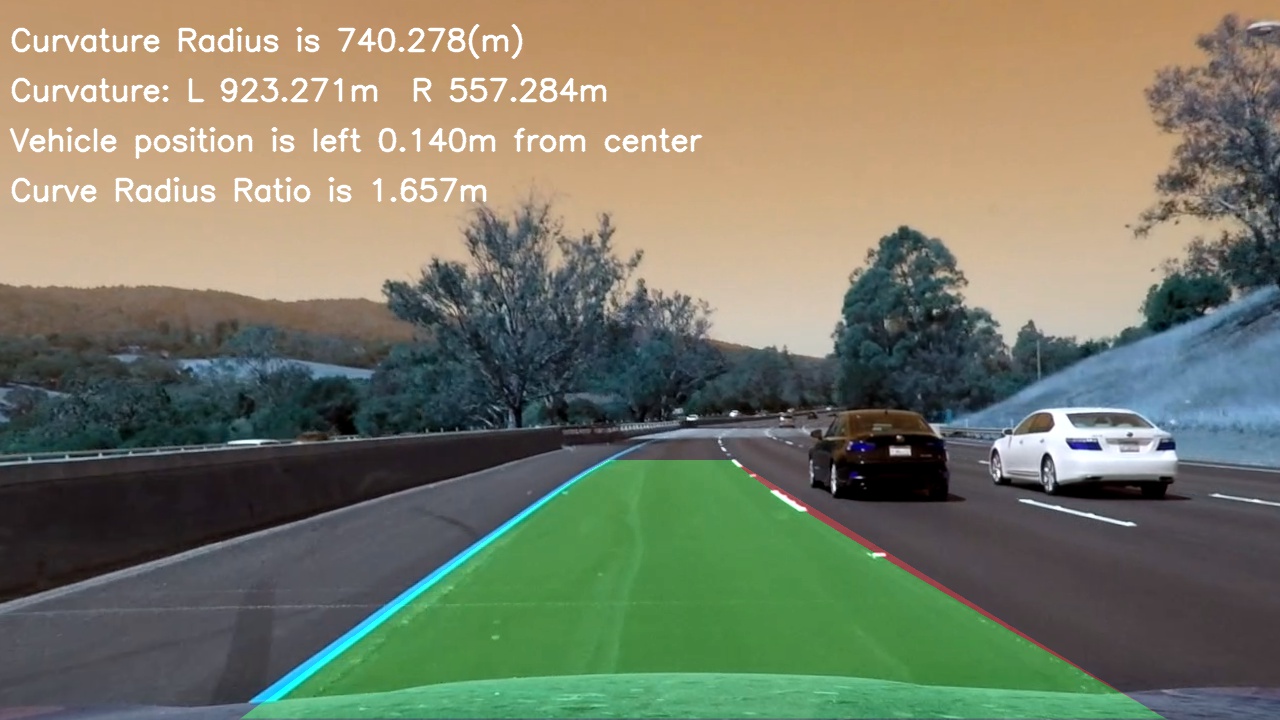 Curvature Radius is 740.278(m)
Curvature: L 923.271m R 557.284m
Vehicle position is left 0.140m from center
Curve Radius Ratio is 1.657m